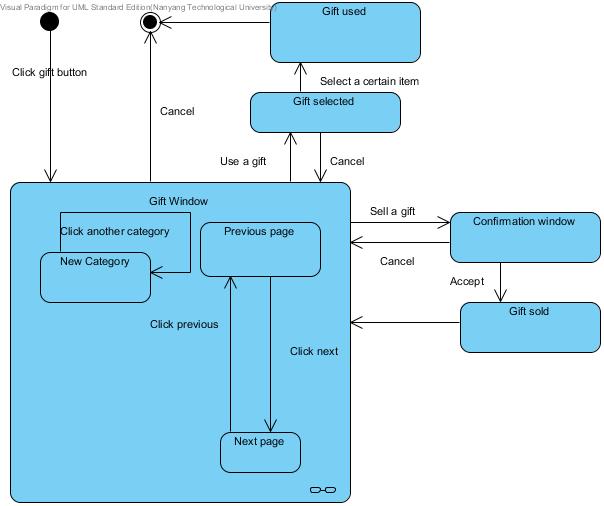 Visual Paradigm for UML Standard Edition(Nanyang Technological University)
Gift used
Click gift button
Select a certain item
Gift selected
Cancel
Use a gift
Cancel
Gift Window
Sell a gift
Confirmation window
Click another category
Previous page
New Category
Cancel
Accept
Gift sold
Click previous
Click next
Next page